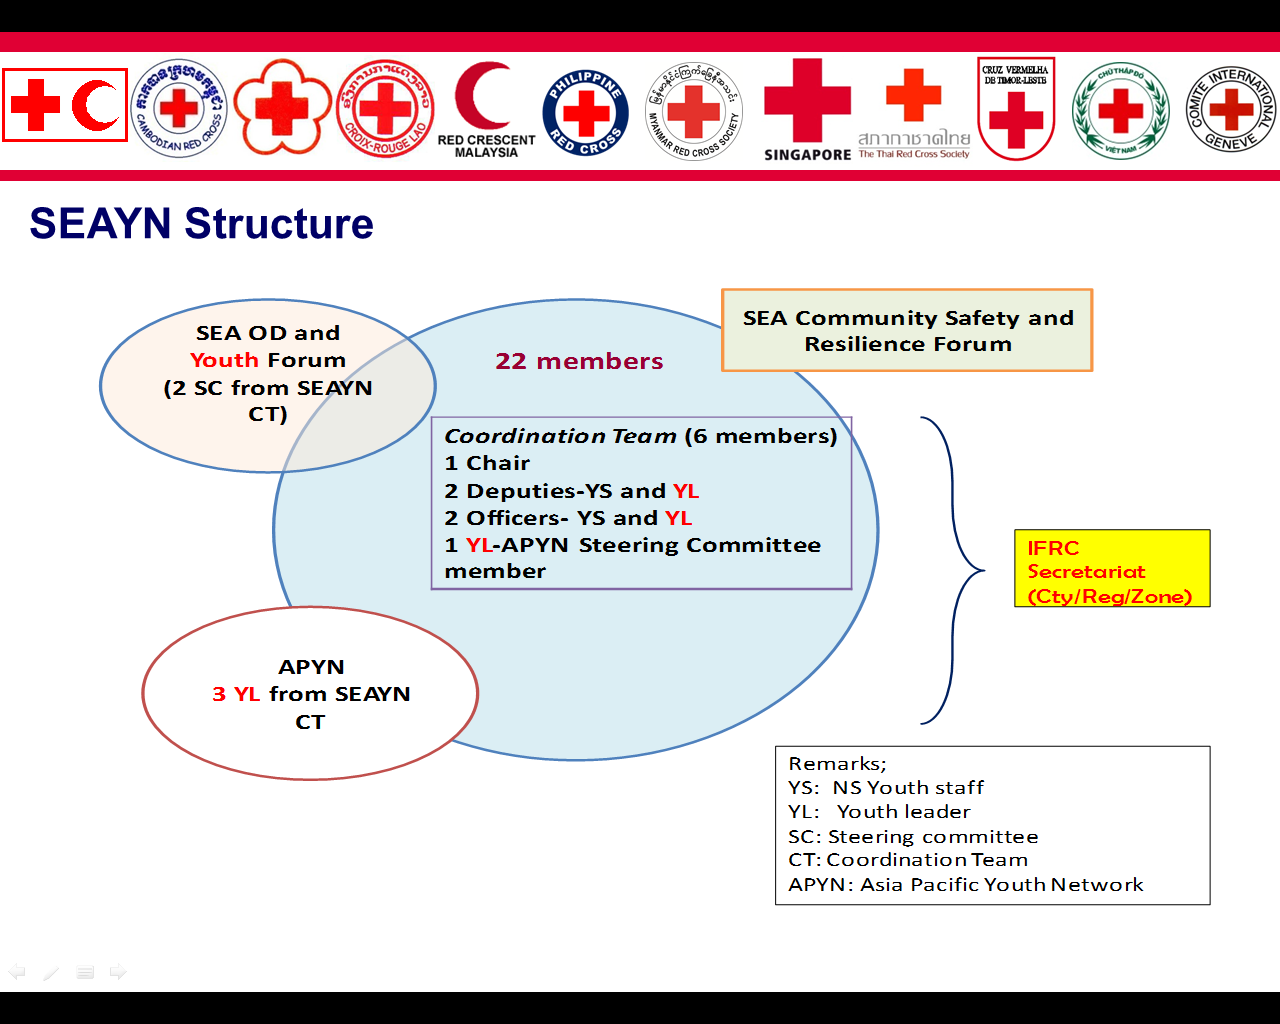 CAMBODIAN RED CROSS
CROIX-ROUGE LAO
RED CRESCENT
MALAYSIA
PHILIPPINE
RED CROSS
MYANMAR RED CROSS SOCIETY
SINGAPORE
สภากาชาดไทย
The Thai Red Cross Society
CRUZ VERMELHA
DE TIMOR-LESTE
CHỮ THẬP ĐỎ
VIỆT NAM
COMITE INTERNATIONAL
GENEVE
SEAYN Structure
SEA OD and
Youth Forum
(2 SC from SEAYN
CT)
22 members
SEA Community Safety and
Resilience Forum
Coordination Team (6 members)
1 Chair
2 Deputies-YS and YL
2 Officers- YS and YL
1 YL-APYN Steering Committee
member
IFRC
Secretariat
(Cty/Reg/Zone)
APYN
3 YL from SEAYN
CT
Remarks;
YS:  NS Youth staff
YL:   Youth leader
SC: Steering committee
CT: Coordination Team
APYN: Asia Pacific Youth Network